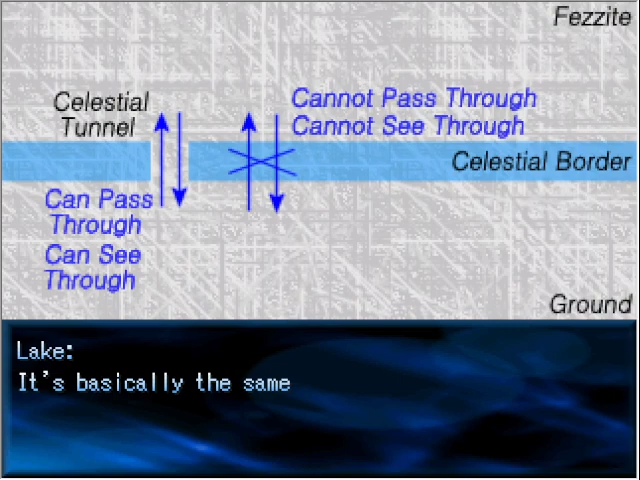 Fezzite
Celestial
Tunnel
Cannot Pass Through
Cannot See Through
Celestial Border
Can Pass
Through
Can See
Through
Ground
Lake:
It's basically the same